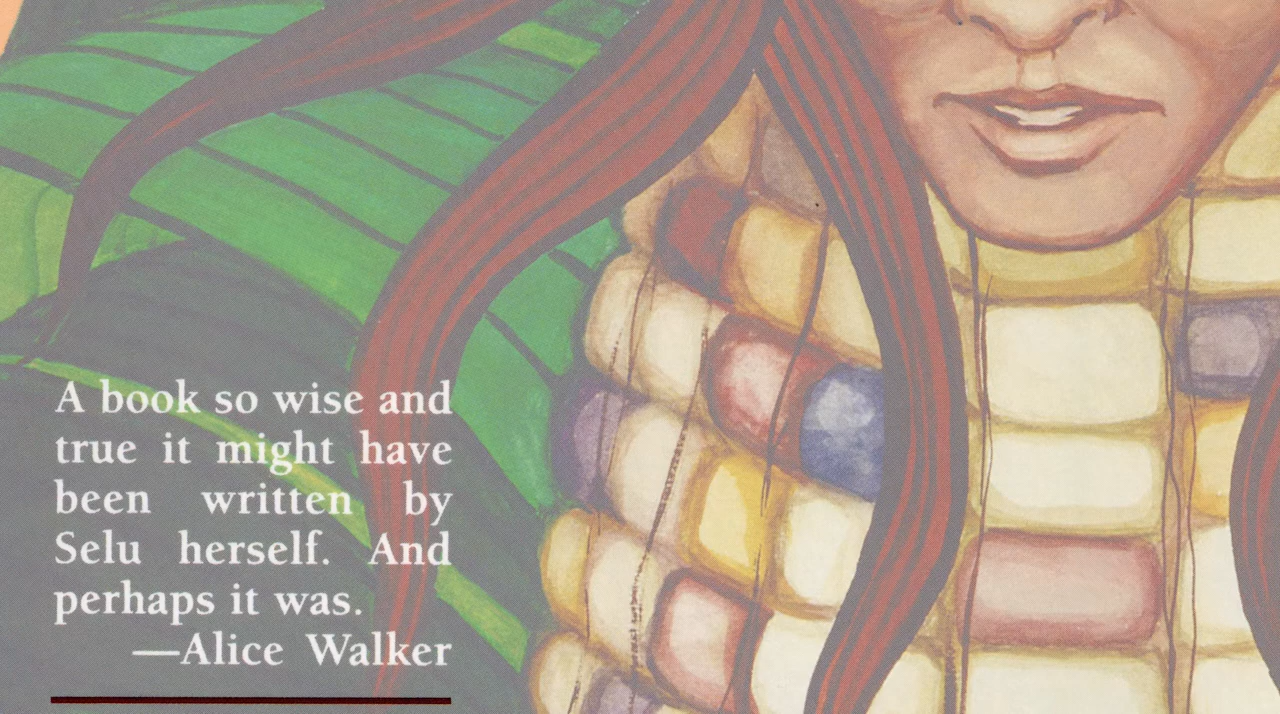 A book so wise and
true it might have
been written by
Selu herself. And
perhaps it was.
—Alice Walker